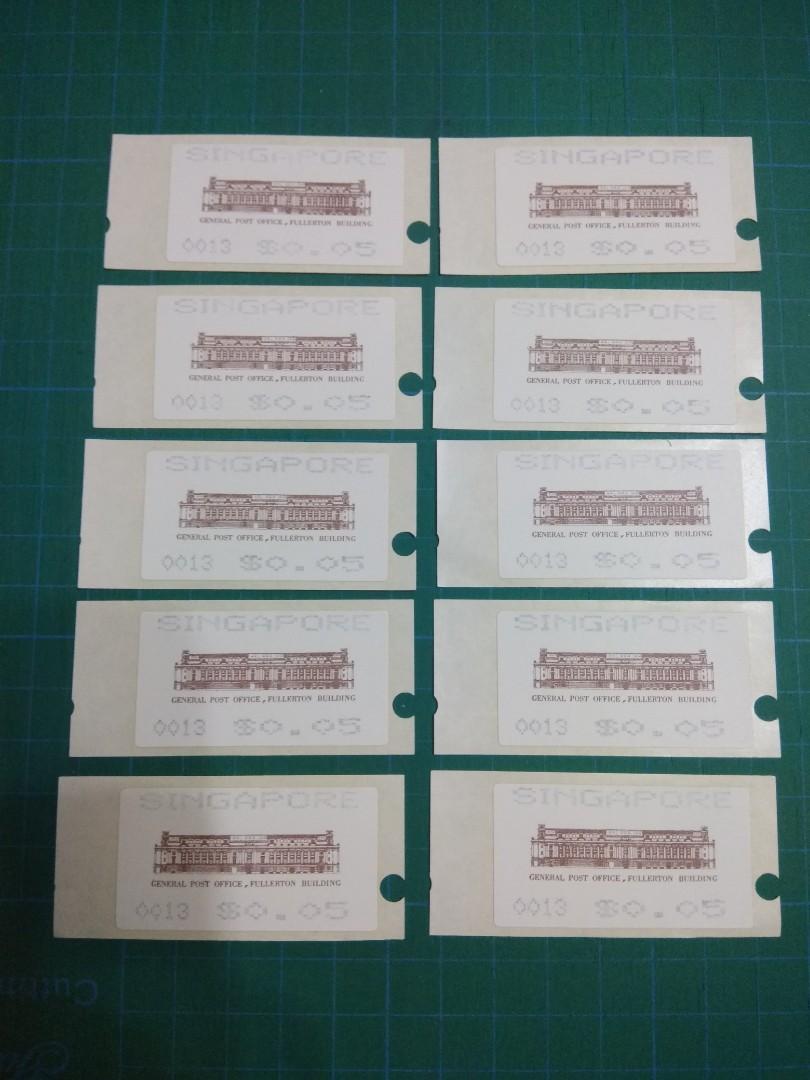 SINGAPORE
GENERAL POST OFFICE, FULLERTON BUILDING
0013 $0.05
SINGAPORE
GENERAL POST OFFICE, FULLERTON BUILDING
0013 $0.05
SINGAPORE
GENERAL POST OFFICE, FULLERTON BUILDING
0013 $0.05
SINGAPORE
GENERAL POST OFFICE, FULLERTON BUILDING
0013 $0.05
SINGAPORE
GENERAL POST OFFICE, FULLERTON BUILDING
0013 $0.05
SINGAPORE
GENERAL POST OFFICE, FULLERTON BUILDING
0013 $0.05
SINGAPORE
GENERAL POST OFFICE, FULLERTON BUILDING
0013 $0.05
SINGAPORE
GENERAL POST OFFICE, FULLERTON BUILDING
0013 $0.05
SINGAPORE
GENERAL POST OFFICE, FULLERTON BUILDING
0013 $0.05
SINGAPORE
GENERAL POST OFFICE, FULLERTON BUILDING
0013 $0.05